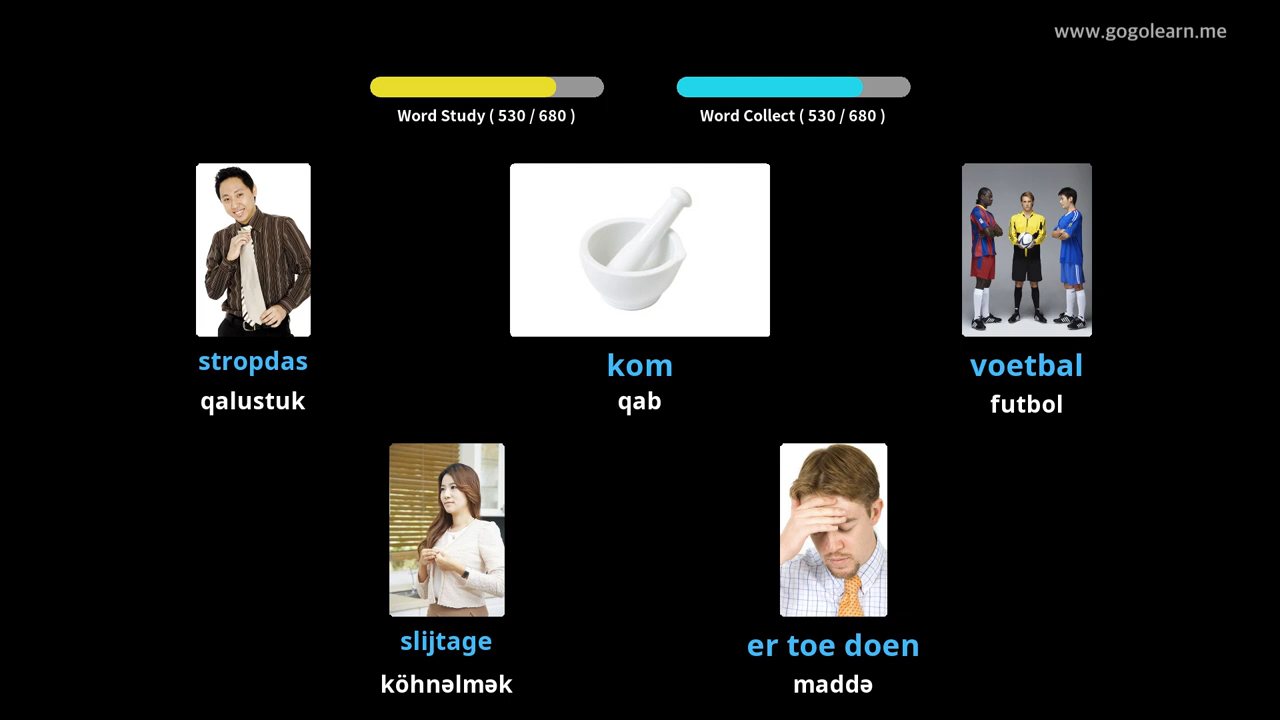 www.gogolearn.me
Word Study ( 530 / 680 )
Word Collect ( 530 / 680 )
stropdas
qalustuk
kom
qab
voetbal
futbol
slijtage
köhnəlmək
er toe doen
maddə